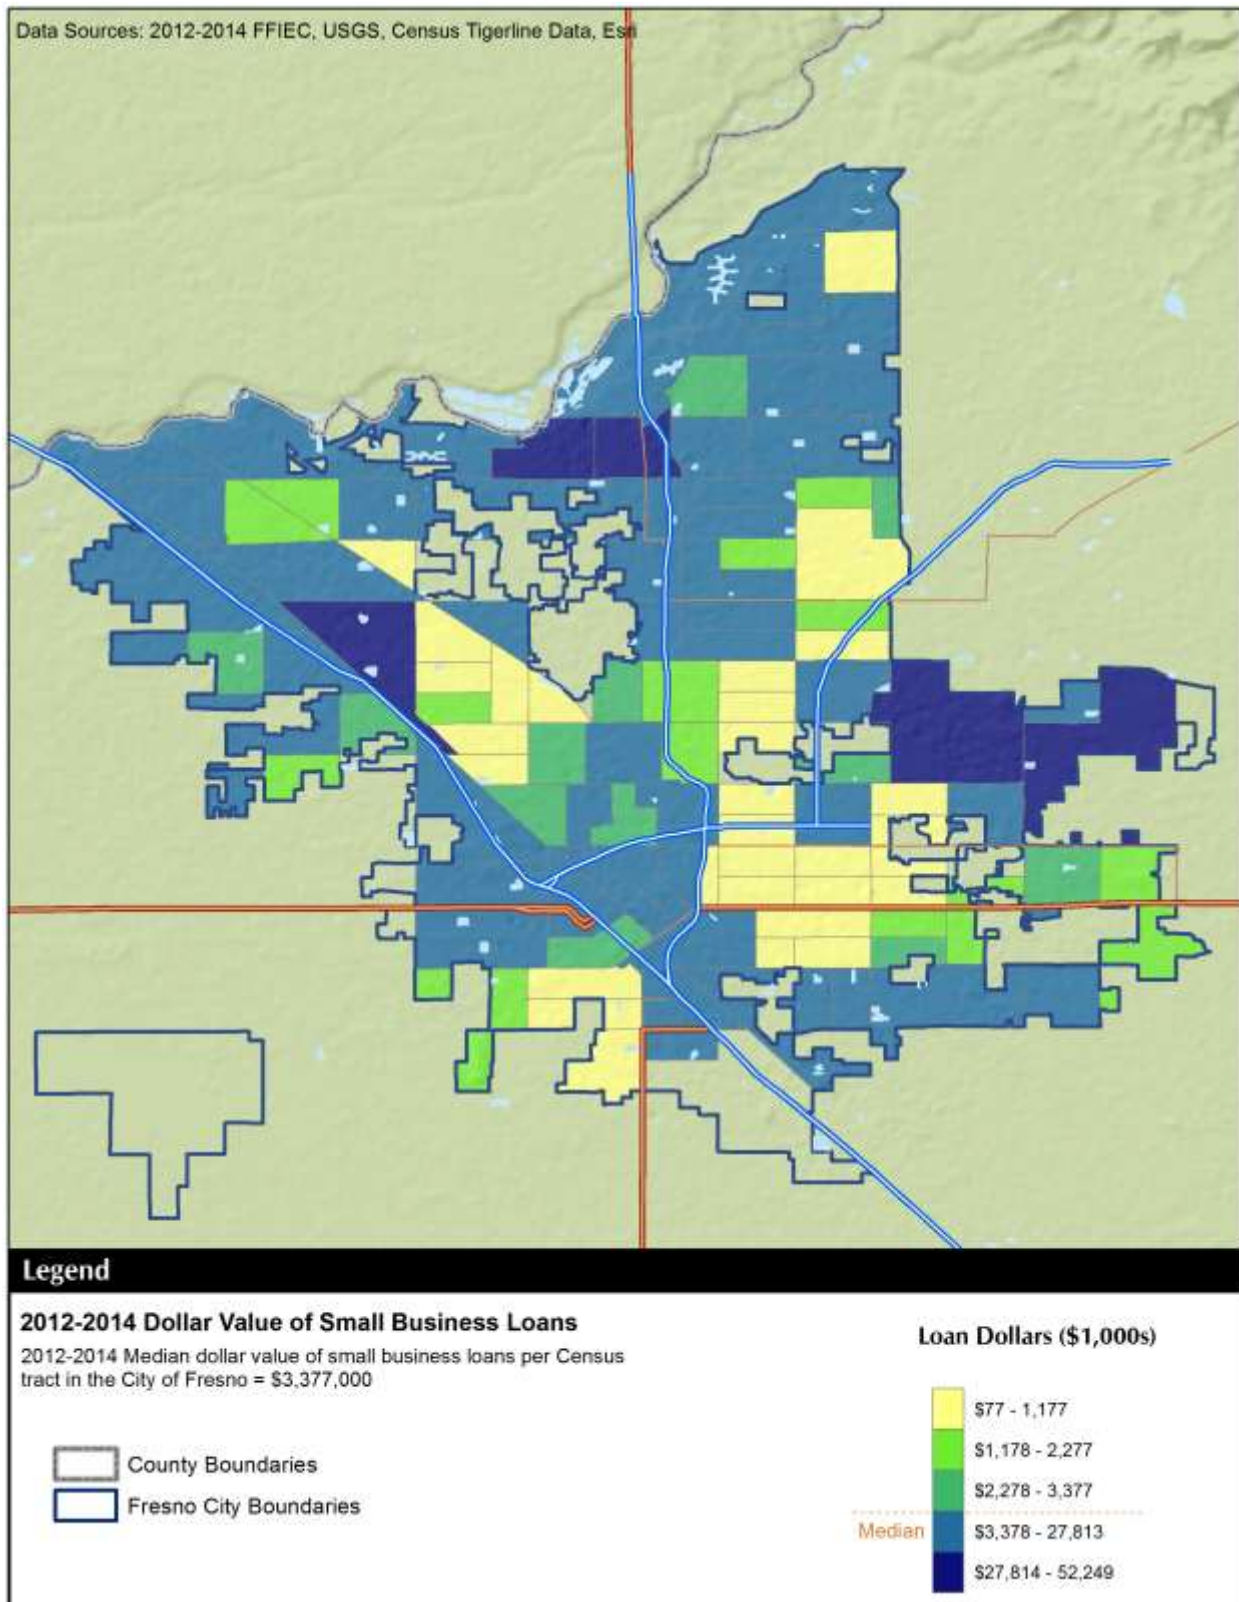 Data Sources: 2012-2014 FFIEC, USGS, Census Tigerline Data, Esri
Legend
2012-2014 Dollar Value of Small Business Loans
2012-2014 Median dollar value of small business loans per Census
tract in the City of Fresno = $3,377,000
County Boundaries
Fresno City Boundaries
Loan Dollars ($1,000s)
$77 - 1,177
$1,178 - 2,277
$2,278 - 3,377
Median
$3,378 - 27,813
$27,814 - 52,249